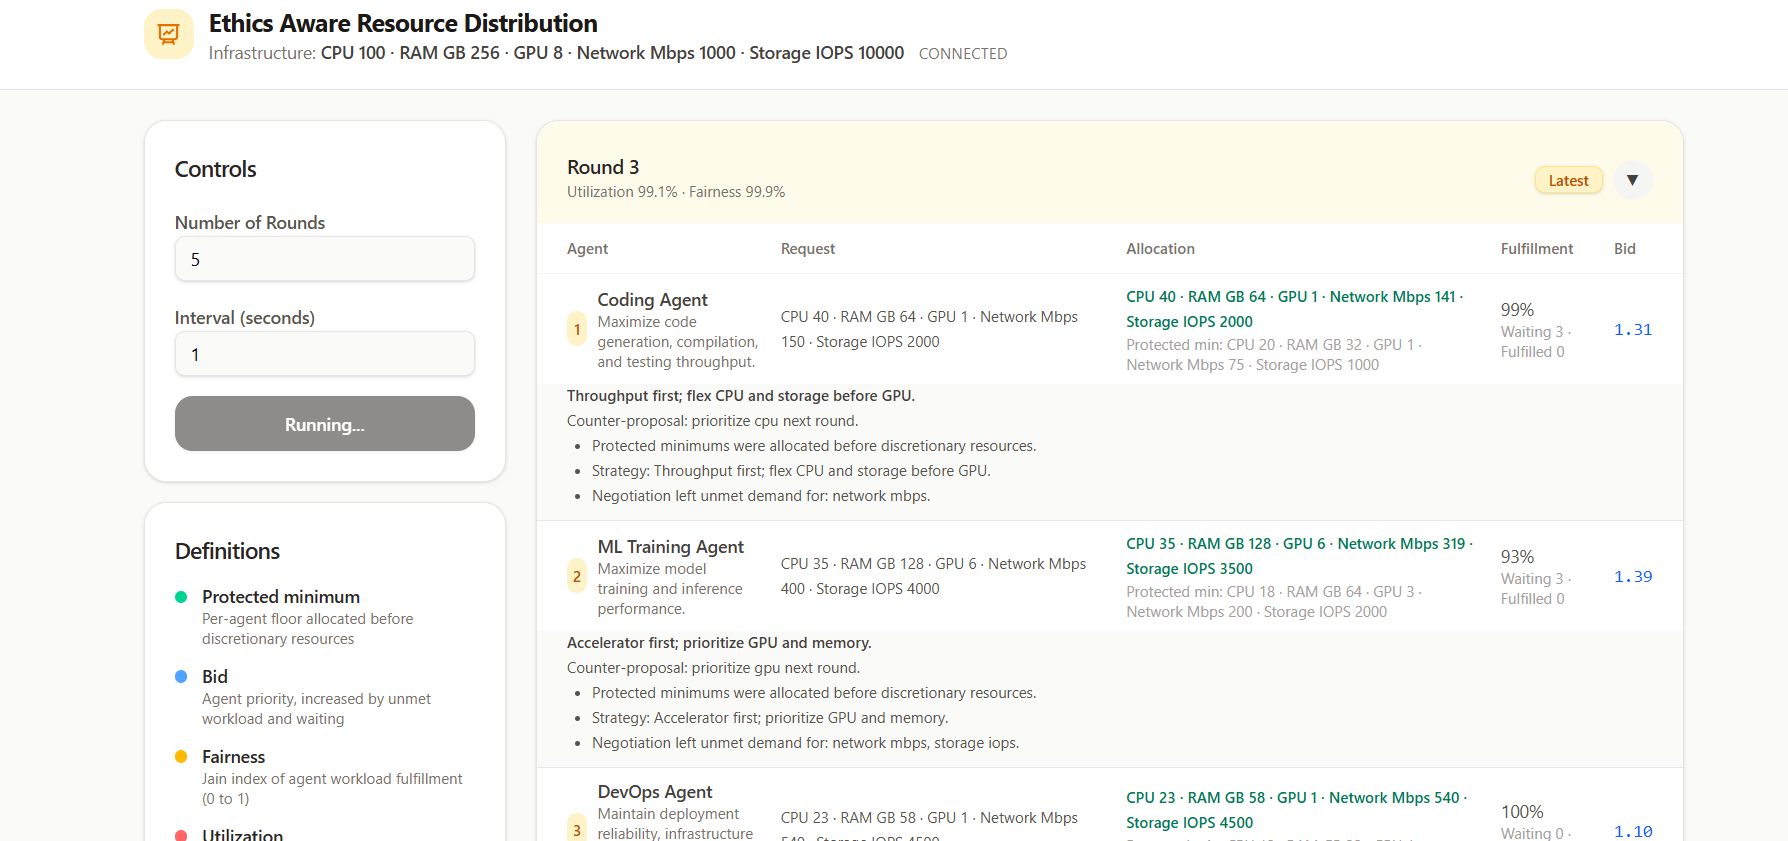 Ethics Aware Resource Distribution
Infrastructure: CPU 100 · RAM GB 256 · GPU 8 · Network Mbps 1000 · Storage IOPS 10000 CONNECTED
Controls
Number of Rounds
5
Interval (seconds)
1
Running...
Definitions
Protected minimum
Per-agent floor allocated before
discretionary resources
Bid
Agent priority, increased by unmet
workload and waiting
Fairness
Jain index of agent workload fulfillment
(0 to 1)
Utilization
Round 3
Utilization 99.1% · Fairness 99.9%
Latest
Agent Request Allocation Fulfillment Bid
1
Coding Agent
Maximize code
generation, compilation,
and testing throughput.
CPU 40 · RAM GB 64 · GPU 1 · Network Mbps
150 · Storage IOPS 2000
CPU 40 · RAM GB 64 · GPU 1 · Network Mbps 141 ·
Storage IOPS 2000
Protected min: CPU 20 · RAM GB 32 · GPU 1 ·
Network Mbps 75 · Storage IOPS 1000
99%
Waiting 3 ·
Fulfilled 0
1.31
Throughput first; flex CPU and storage before GPU.
Counter-proposal: prioritize cpu next round.
• Protected minimums were allocated before discretionary resources.
• Strategy: Throughput first; flex CPU and storage before GPU.
• Negotiation left unmet demand for: network mbps.
2
ML Training Agent
Maximize model
training and inference
performance.
CPU 35 · RAM GB 128 · GPU 6 · Network Mbps
400 · Storage IOPS 4000
CPU 35 · RAM GB 128 · GPU 6 · Network Mbps 319 ·
Storage IOPS 3500
Protected min: CPU 18 · RAM GB 64 · GPU 3 ·
Network Mbps 200 · Storage IOPS 2000
93%
Waiting 3 ·
Fulfilled 0
1.39
Accelerator first; prioritize GPU and memory.
Counter-proposal: prioritize gpu next round.
• Protected minimums were allocated before discretionary resources.
• Strategy: Accelerator first; prioritize GPU and memory.
• Negotiation left unmet demand for: network mbps, storage iops.
3
DevOps Agent
Maintain deployment
reliability, infrastructure
CPU 23 · RAM GB 58 · GPU 1 · Network Mbps
540 · Storage IOPS 4500
CPU 23 · RAM GB 58 · GPU 1 · Network Mbps 540 ·
Storage IOPS 4500
100%
Waiting 0 ·
1.10